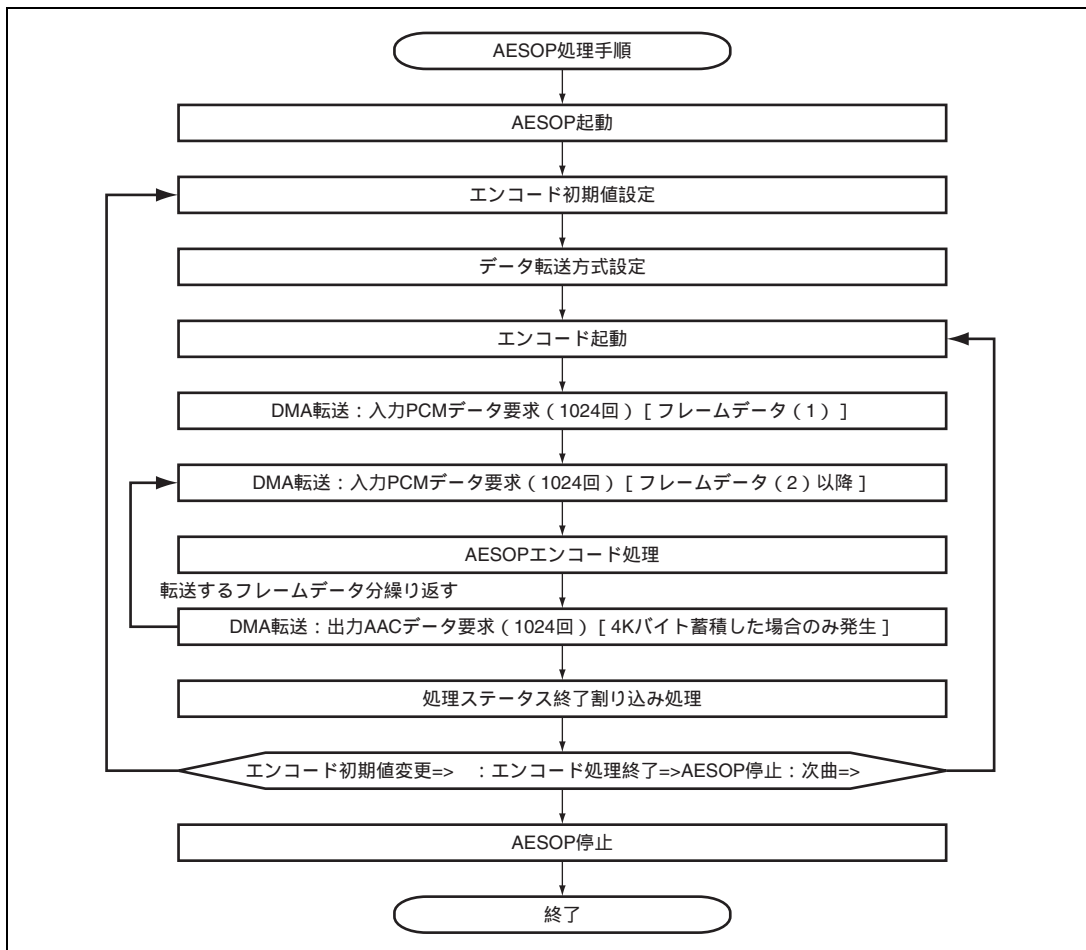 AESOP処理手順
AESOP起動
エンコード初期値設定
データ転送方式設定
エンコード起動
DMA転送：入力PCMデータ要求（1024回）[ フレームデータ（1）]
DMA転送：入力PCMデータ要求（1024回）[ フレームデータ（2）以降 ]
AESOPエンコード処理
転送するフレームデータ分繰り返す
DMA転送：出力AACデータ要求（1024回）[ 4Kバイト蓄積した場合のみ発生 ]
処理ステータス終了割り込み処理
エンコード初期値変更=>　：エンコード処理終了=>AESOP停止：次曲=>
AESOP停止
終了